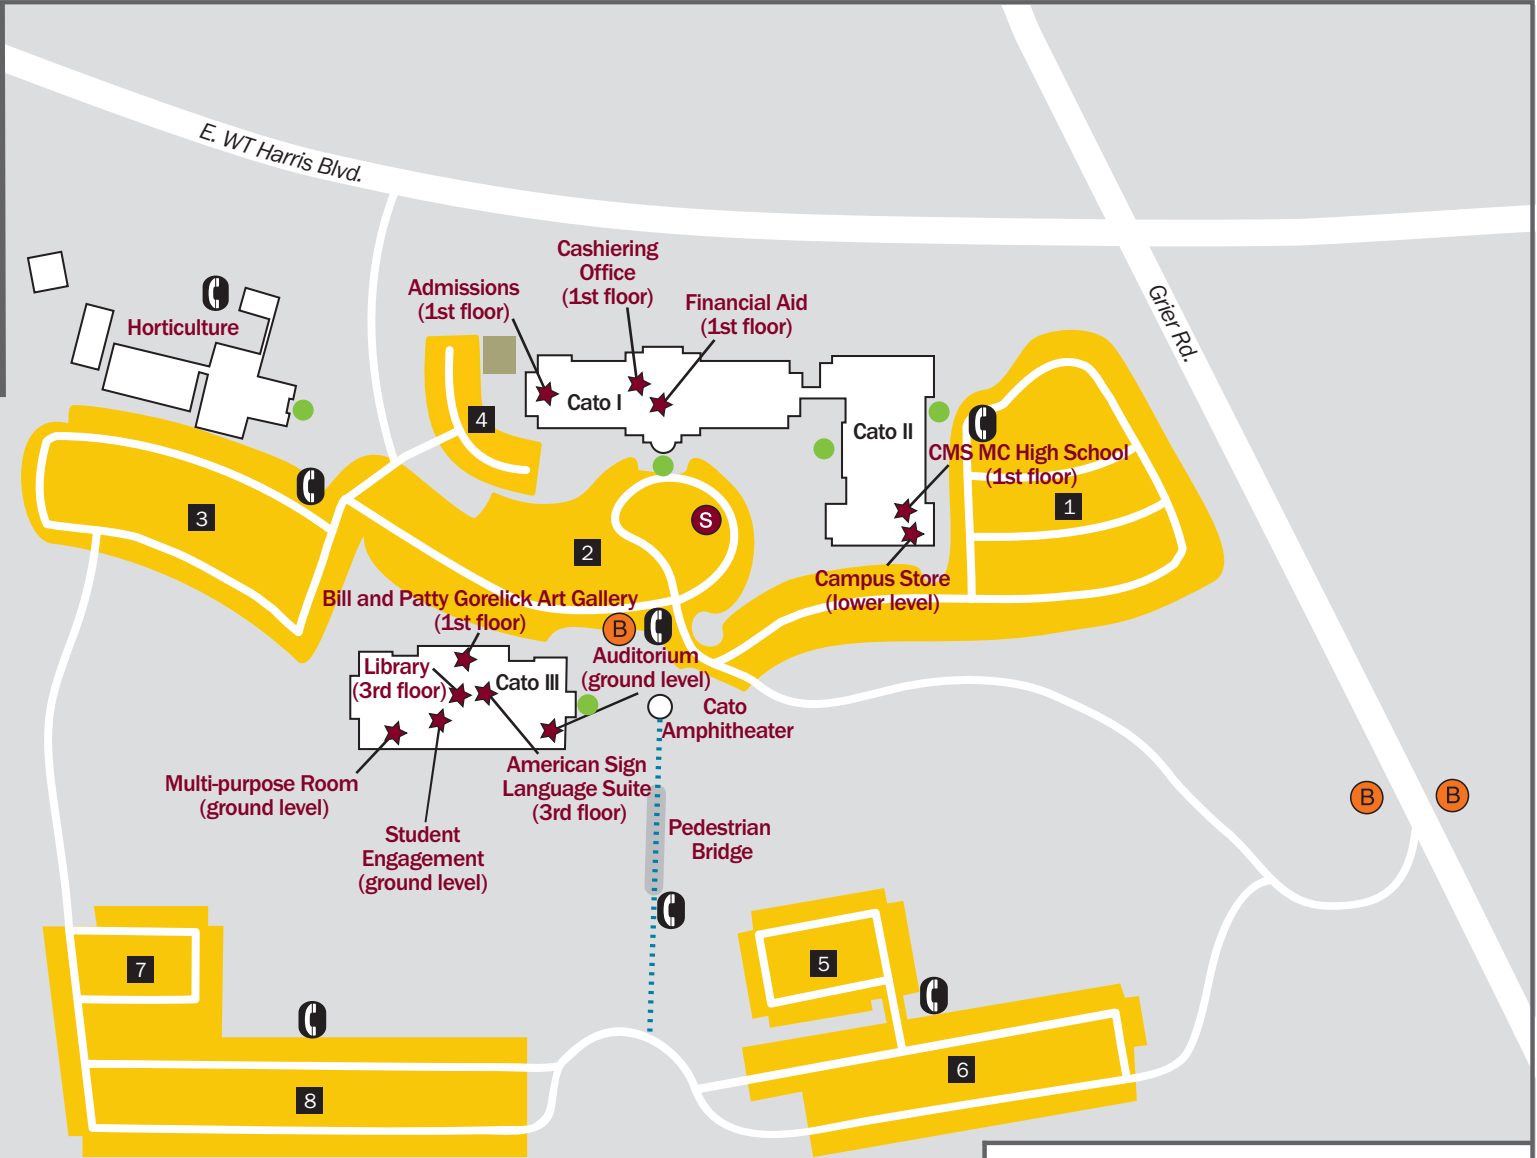 E. WT Harris Blvd.
Grier Rd.
Cashiering
Office
(1st floor)
Admissions
(1st floor)
Financial Aid
(1st floor)
Horticulture
Cato I
4
Cato II
CMS MC High School
(1st floor)
1
3
S
2
Campus Store
(lower level)
Bill and Patty Gorelick Art Gallery
(1st floor)
B
Auditorium
(ground level)
Library
(3rd floor)
Cato III
Cato
Amphitheater
American Sign
Language Suite
(3rd floor)
Multi-purpose Room
(ground level)
B
B
Student
Engagement
(ground level)
Pedestrian
Bridge
7
5
6
8